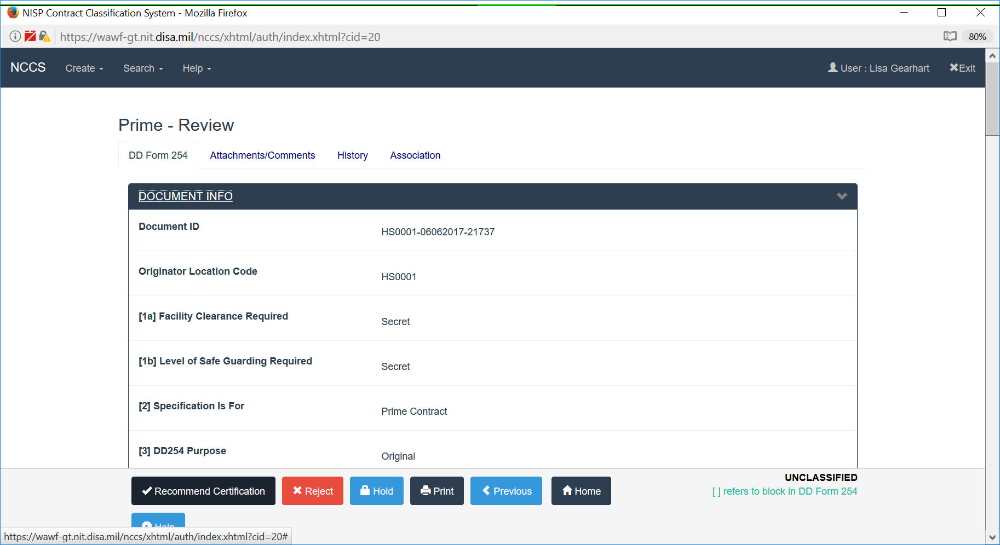 NISP Contract Classification System - Mozilla Firefox
https://wawf-gt.nit.disa.mil/nccs/xhtml/auth/index.xhtml?cid=20
80%
NCCS Create Search Help User : Lisa Gearhart Exit
Prime - Review
DD Form 254 Attachments/Comments History Association
DOCUMENT INFO
Document ID
HS0001-06062017-21737
Originator Location Code
HS0001
[1a] Facility Clearance Required
Secret
[1b] Level of Safe Guarding Required
Secret
[2] Specification Is For
Prime Contract
[3] DD254 Purpose
Original
UNCLASSIFIED
Recommend Certification Reject Hold Print Previous Home
[ ] refers to block in DD Form 254
Help
https://wawf-gt.nit.disa.mil/nccs/xhtml/auth/index.xhtml?cid=20#